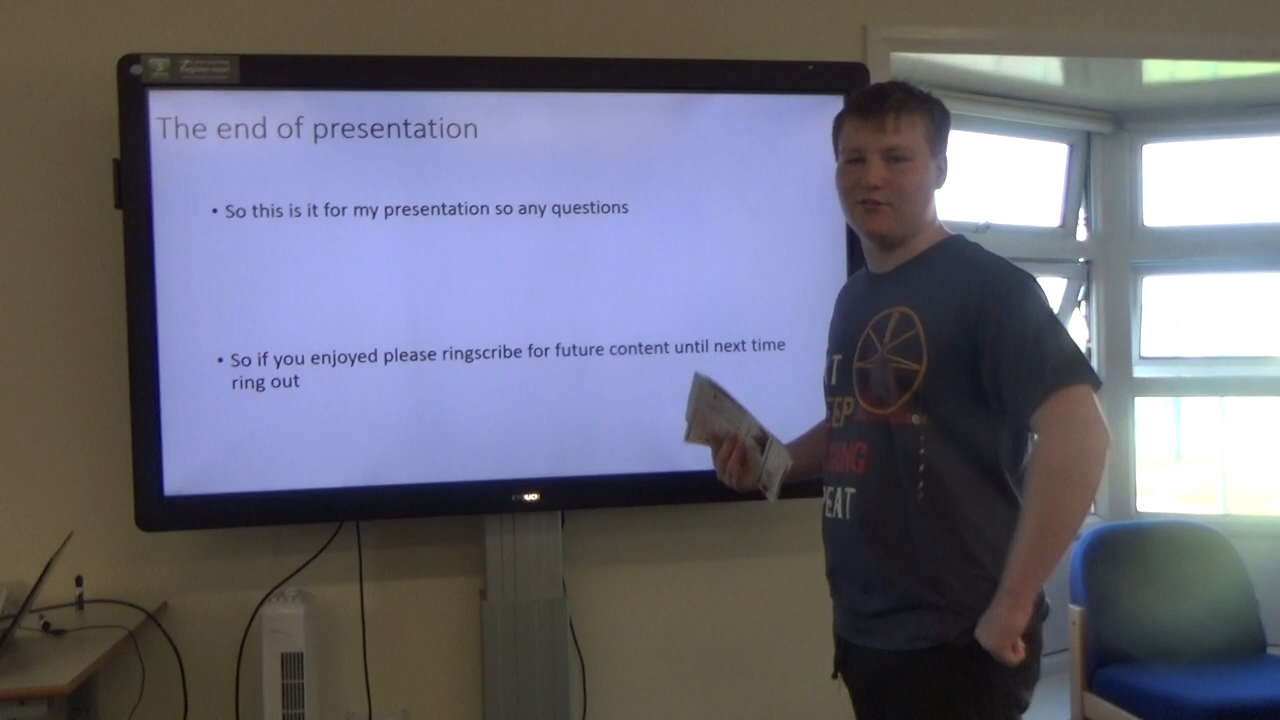 The end of presentation
• So this is it for my presentation so any questions
• So if you enjoyed please ringscribe for future content until next time
ring out
PEAT